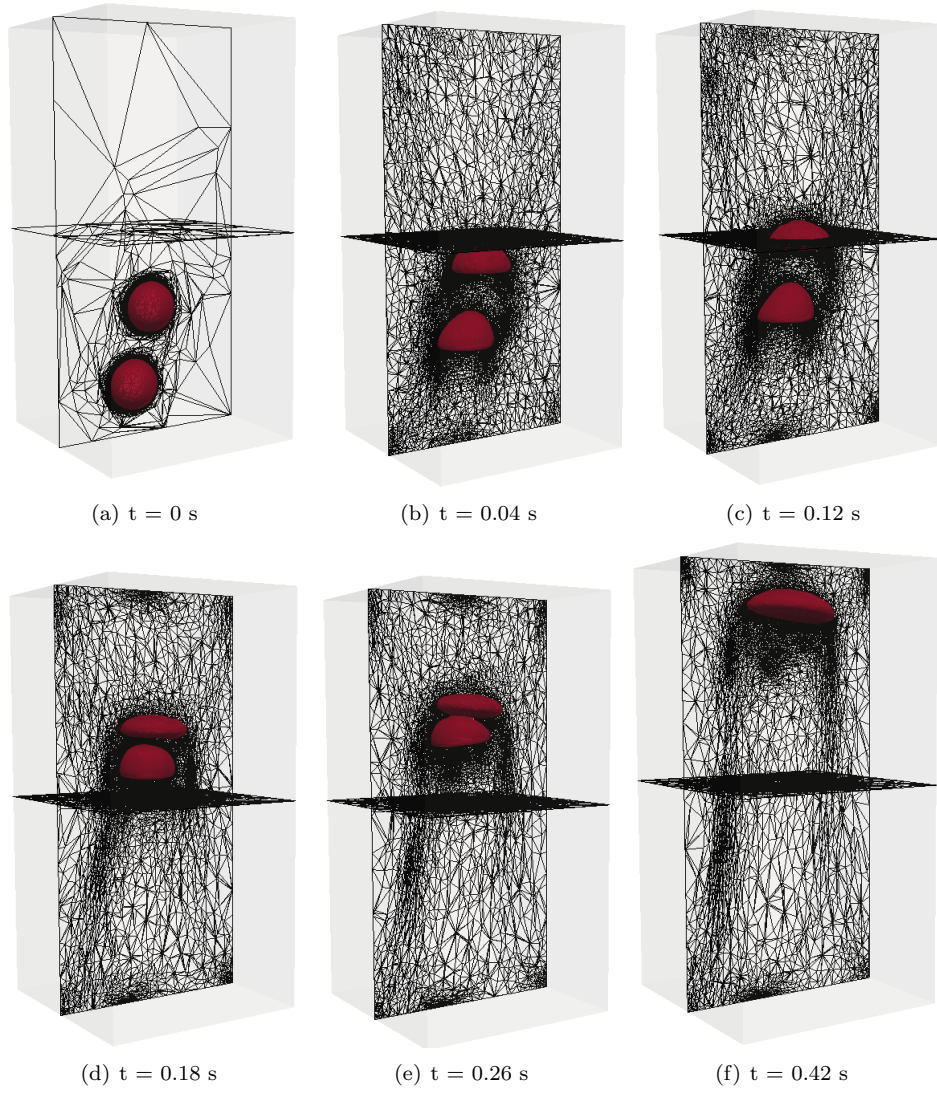 (a) t = 0 s
(b) t = 0.04 s
(c) t = 0.12 s
(d) t = 0.18 s
(e) t = 0.26 s
(f) t = 0.42 s